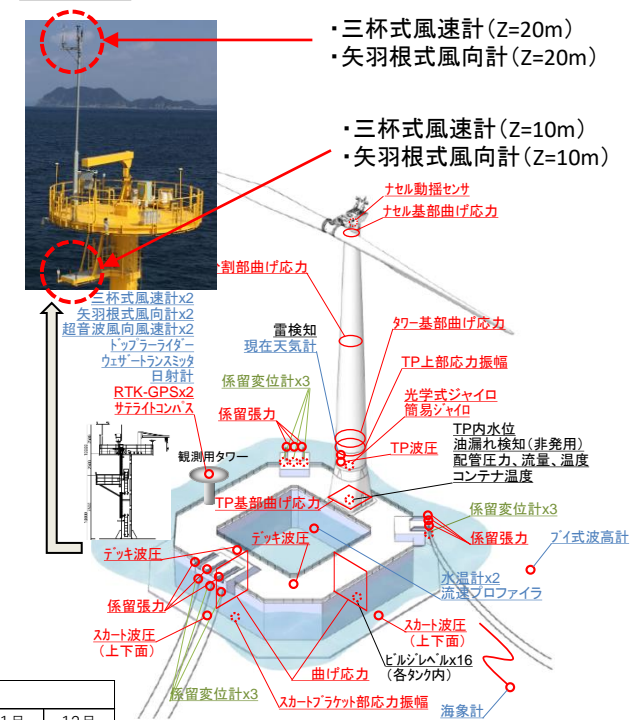 ・三杯式風速計（Z=20m）
・矢羽根式風向計（Z=20m）
・三杯式風速計（Z=10m）
・矢羽根式風向計（Z=10m）
ﾅｾﾙ動揺ｾﾝｻ
ﾅｾﾙ基部曲げ応力
割部曲げ応力
三杯式風速計x2
矢羽根式風向計x2
超音波風向風速計x2
ﾄﾞｯﾌﾟﾗｰﾗｲﾀﾞｰ
ｳｪｻﾞｰﾄﾗﾝｽﾐｯﾀ
日射計
RTK-GPSx2
ｻﾃﾗｲﾄｺﾝﾊﾟｽ
雷検知
現在天気計
ﾀﾜｰ基部曲げ応力
TP上部応力振幅
係留変位計x3
光学式ｼﾞｬｲﾛ
簡易ｼﾞｬｲﾛ
係留張力
TP内水位
油漏れ検知（非発用）
配管圧力、流量、温度
コンテナ温度
TP波圧
観測用タワー
TP基部曲げ応力
係留変位計x3
係留張力
ﾃﾞｯｷ波圧
ﾃﾞｯｷ波圧
ﾌﾞｲ式波高計
水温計x2
流速ﾌﾟﾛﾌｧｲﾗ
係留張力
ｽｶｰﾄ波圧
（上下面）
ｽｶｰﾄ波圧
（上下面）
曲げ応力
ﾋﾞﾙｼﾞﾚﾍﾞﾙx16
（各ﾀﾝｸ内）
係留変位計x3
ｽｶｰﾄﾌﾞﾗｹｯﾄ部応力振幅
海象計
12月